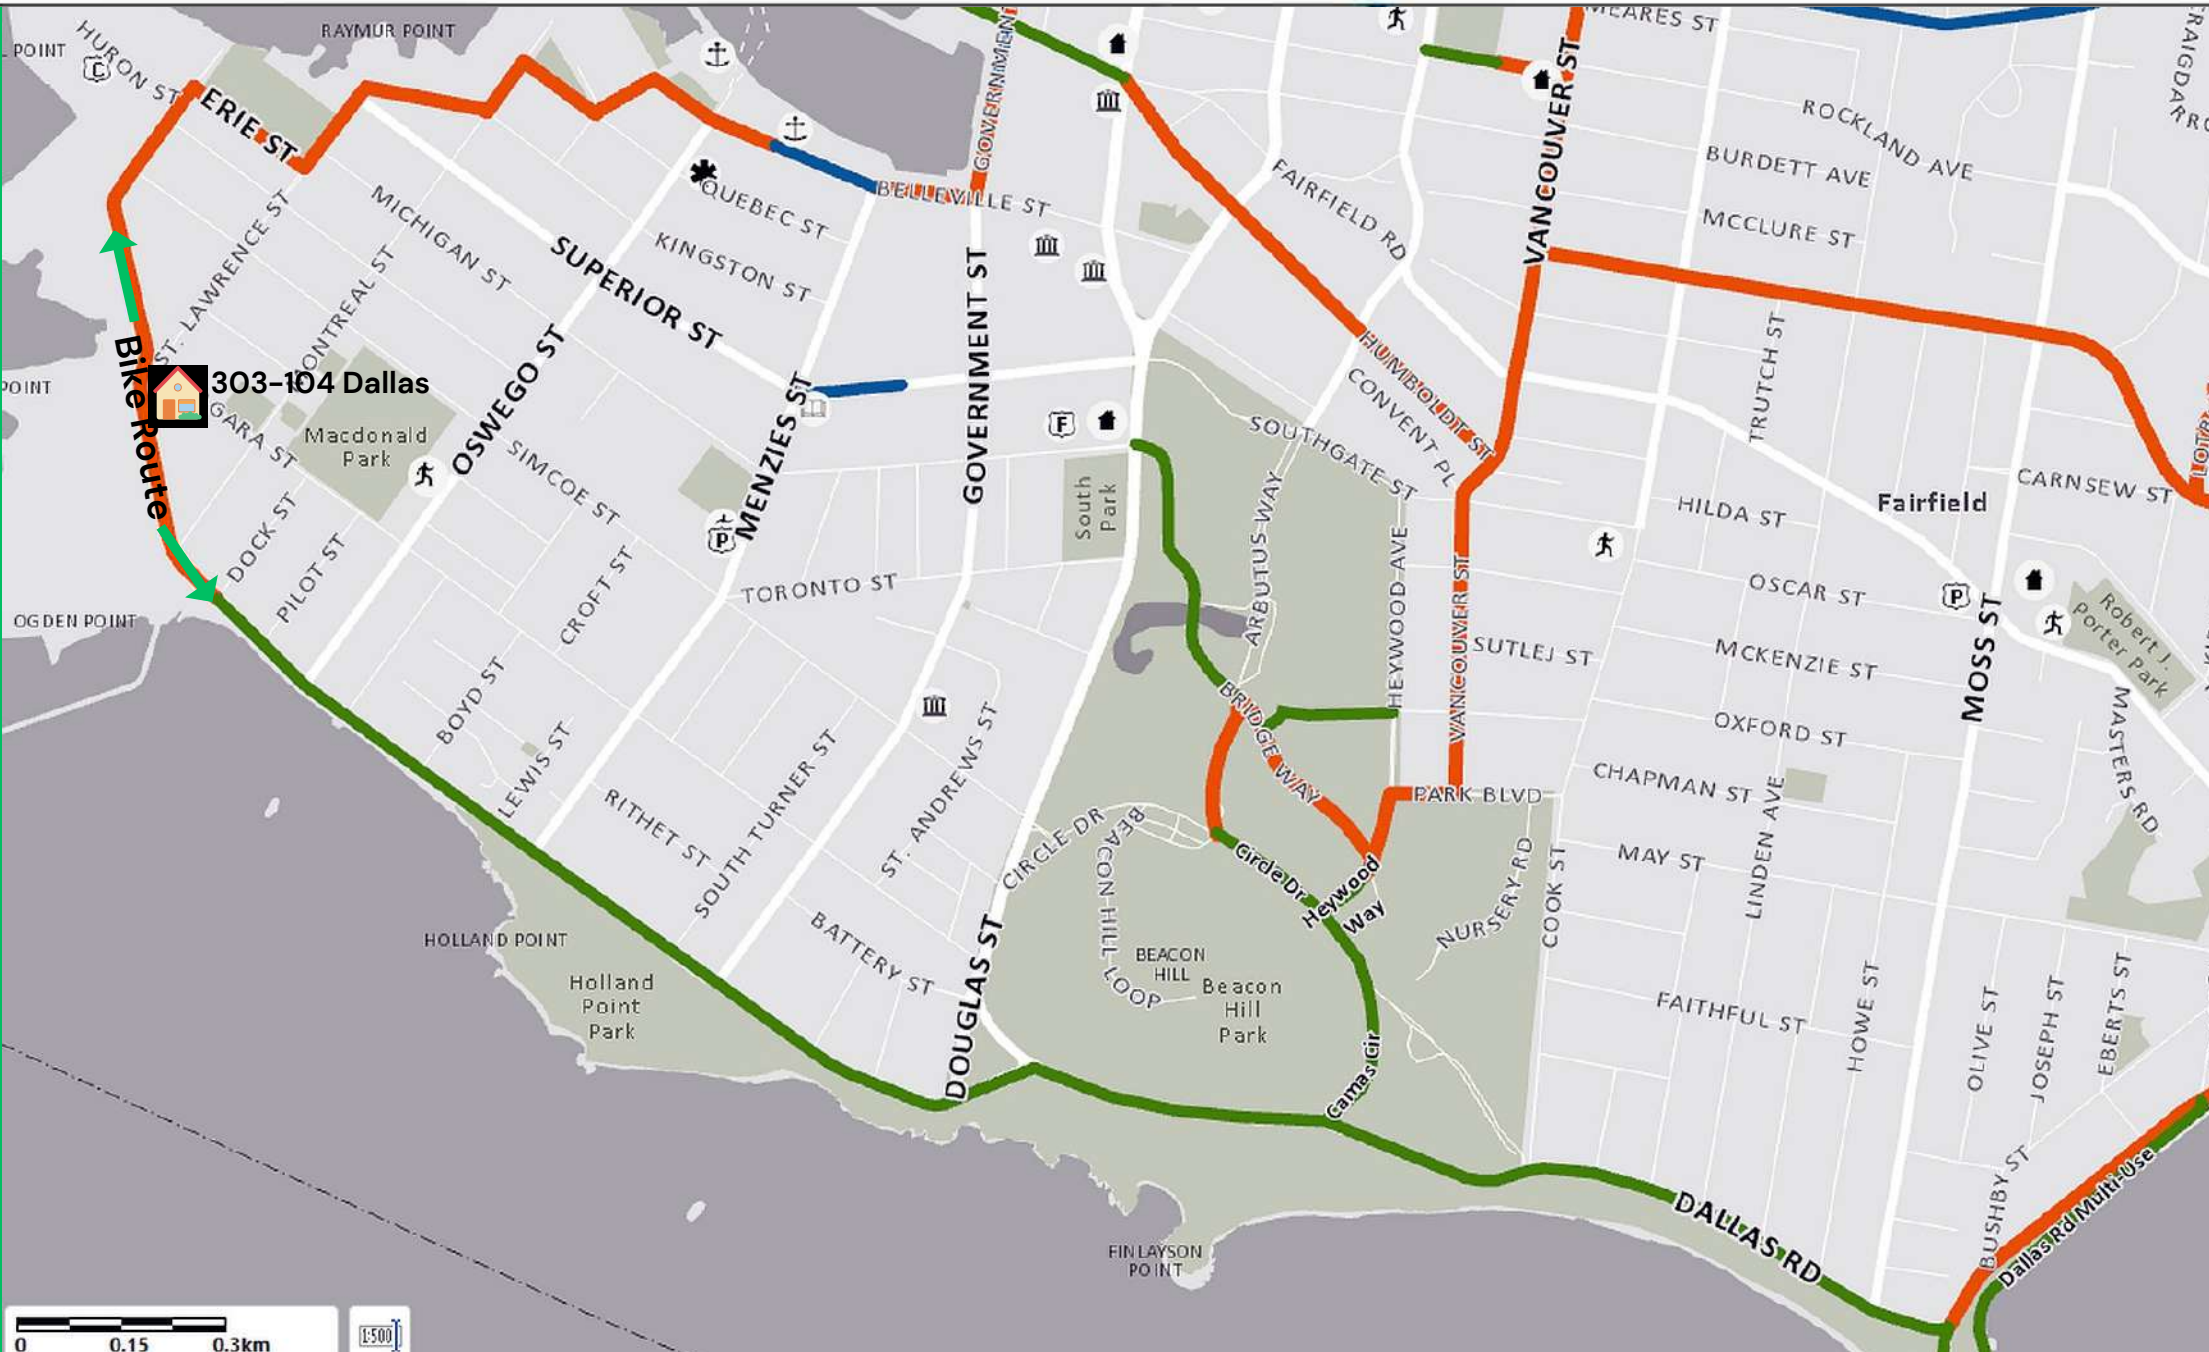 HURON ST
RAYMUR POINT
POINT
C
ERIE ST
GOVERNMEN
GOVERNMEN
MEARES ST
VANCOUVER ST
ROCKLAND AVE
BURDETT AVE
MCCLURE ST
FAIRFIELD RD
QUEBEC ST
BELLEVILLE ST
KINGSTON ST
MICHIGAN ST
SUPERIOR ST
ST. LAWRENCE ST
MONTREAL ST
GOVERNMENT ST
POINT
Bike Route
303-104 Dallas
GARA ST
Macdonald
Park
OSWEGO ST
SIMCOE ST
MENZIES ST
P
F
South
Park
HUMBOLDT ST
CONVENT PL
SOUTHGATE ST
TRUTCH ST
CARNSEW ST
Fairfield
HILDA ST
DOCK ST
PILOT ST
CROFT ST
TORONTO ST
ARBUTUS WAY
HEYWOOD AVE
VANCOUVER ST
OSCAR ST
P
MOSS ST
Robert J.
Porter Park
OGDEN POINT
SUTLEJ ST
MCKENZIE ST
BOYD ST
LEWIS ST
ST. ANDREWS ST
BRIDGE WAY
OXFORD ST
MASTERS RD
RITHET ST
SOUTH TURNER ST
CIRCLE DR
BEACON HILL LOOP
PARK BLVD
CHAPMAN ST
LINDEN AVE
MAY ST
Circle Dr
Heywood
Way
NURSERY RD
COOK ST
HOLLAND POINT
BATTERY ST
DOUGLAS ST
BEACON
HILL
Beacon
Hill
Park
Holland
Point
Park
Camas Cir
FAITHFUL ST
HOWE ST
OLIVE ST
JOSEPH ST
EBERTS ST
BUSHBY ST
Dallas Rd Multi-Use
DALLAS RD
FINLAYSON
POINT
0 0.15 0.3km
1:500